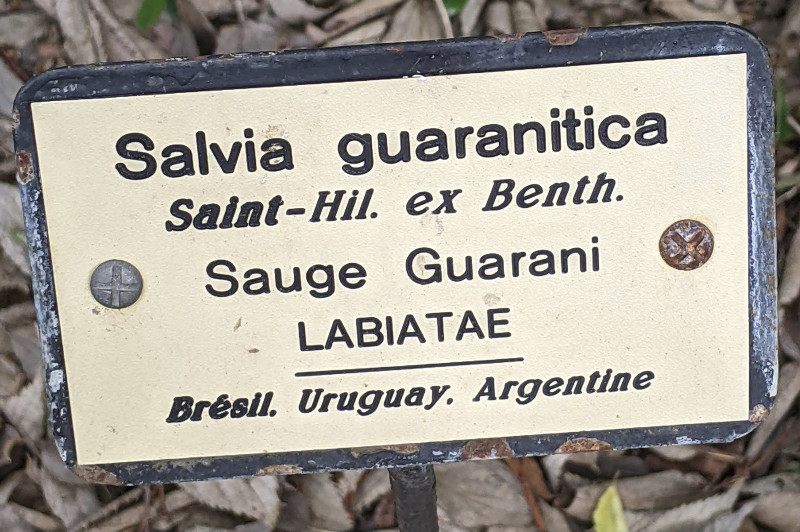 Salvia guaranitica
Saint-Hil. ex Benth.
Sauge Guarani
LABIATAE
Brésil. Uruguay. Argentine